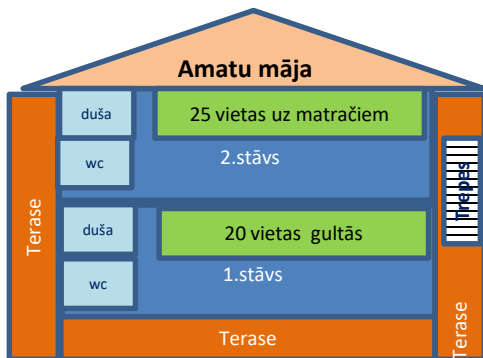 Amatu māja
duša
25 vietas uz matračiem
wc
2.stāvs
Trepes
Terase
duša
20 vietas  gultās
wc
1.stāvs
Terase
Terase